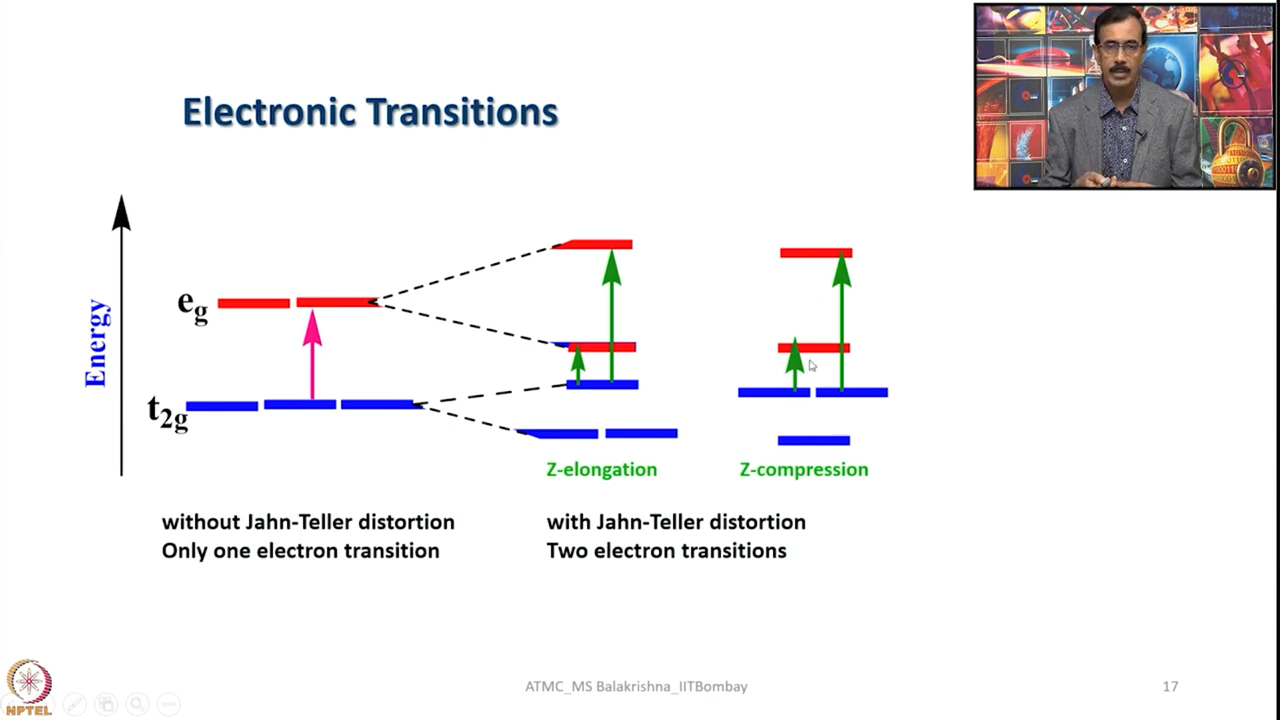 Electronic Transitions
Energy
eg
t2g
Z-elongation
Z-compression
without Jahn-Teller distortion
Only one electron transition
with Jahn-Teller distortion
Two electron transitions
NPTEL
ATMC_MS Balakrishna_IITBombay
17